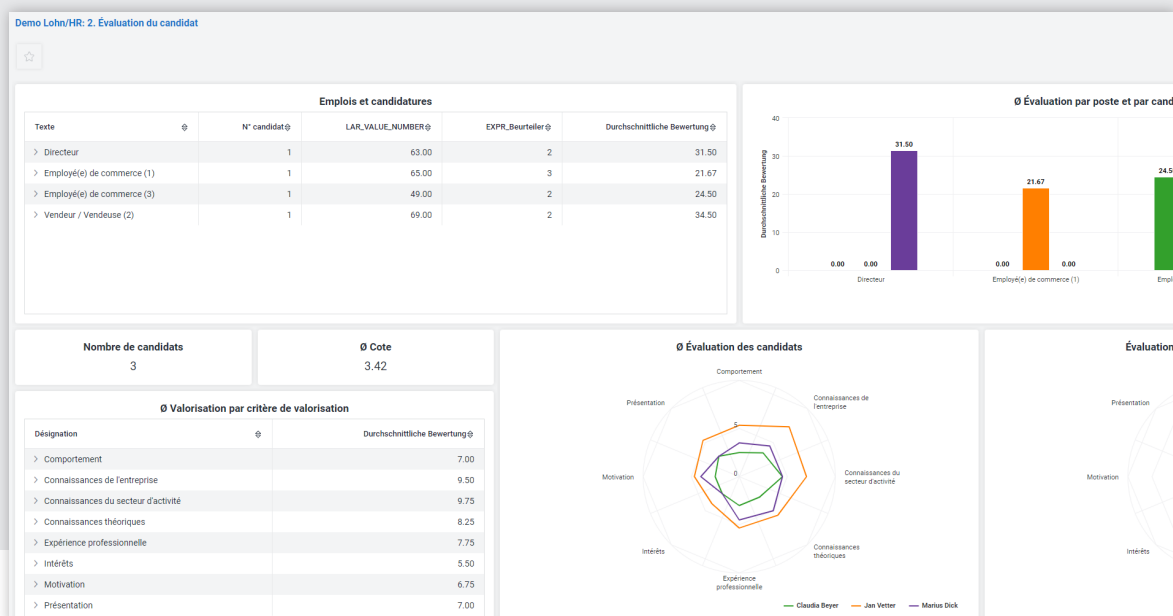 Demo Lohn/HR: 2. Évaluation du candidat
Emplois et candidatures
Texte N° candidat LAR_VALUE_NUMBER EXPR_Beurteiler Durchschnittliche Bewertung
Directeur 1 63.00 2 31.50
Employé(e) de commerce (1) 1 65.00 3 21.67
Employé(e) de commerce (3) 1 49.00 2 24.50
Vendeur / Vendeuse (2) 1 69.00 2 34.50
Ø Évaluation par poste et par cand
Durchschnittliche Bewertung
40
30
20
10
0
0.00 0.00 31.50
0.00 21.67 0.00
24.5
Directeur Employé(e) de commerce (1) Empl
Nombre de candidats
3
Ø Cote
3.42
Ø Valorisation par critère de valorisation
Désignation Durchschnittliche Bewertung
Comportement 7.00
Connaissances de l'entreprise 9.50
Connaissances du secteur d'activité 9.75
Connaissances théoriques 8.25
Expérience professionnelle 7.75
Intérêts 5.50
Motivation 6.75
Présentation 7.00
Ø Évaluation des candidats
Comportement
Connaissances de
l'entreprise
Connaissances du
secteur d'activité
Connaissances
théoriques
Expérience
professionnelle
Intérêts
Motivation
Présentation
5
0
Claudia Beyer Jan Vetter Marius Dick
Évaluation
Présentation
Motivation
Intérêts